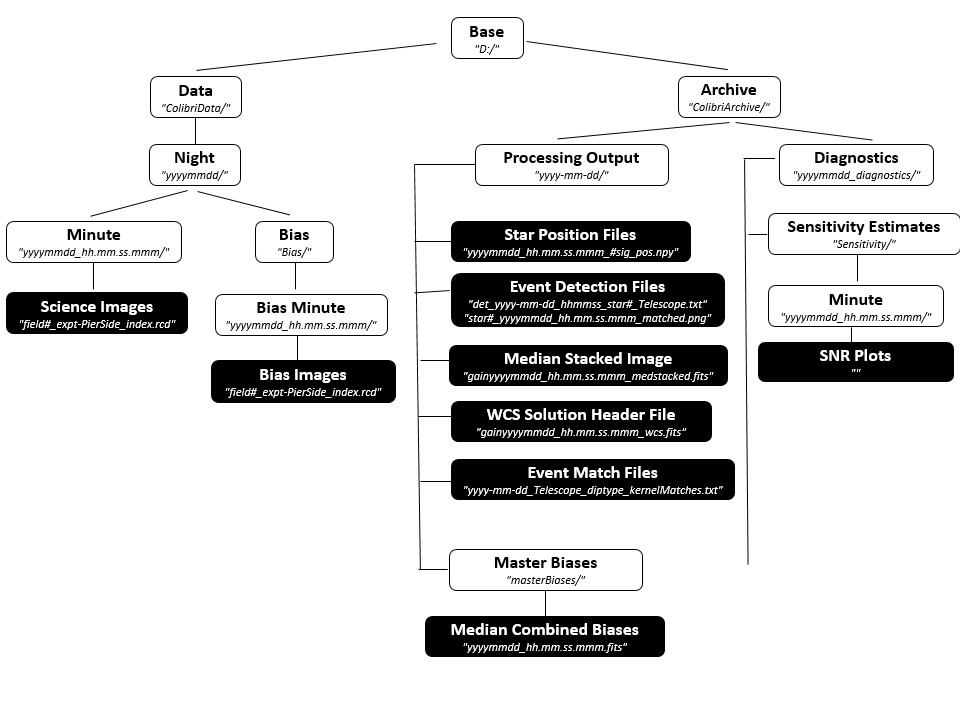 Base
"D:/"
Data
"ColibriData/"
Archive
"ColibriArchive/"
Night
"yyyymmdd/"
Processing Output
"yyyy-mm-dd/"
Diagnostics
"yyyymmdd_diagnostics/"
Minute
"yyyymmdd_hh.mm.ss.mmm/"
Bias
"Bias/"
Star Position Files
"yyyymmdd_hh.mm.ss.mmm_#sig_pos.npy"
Sensitivity Estimates
"Sensitivity/"
Science Images
"field#_expt-PierSide_index.rcd"
Bias Minute
"yyyymmdd_hh.mm.ss.mmm/"
Event Detection Files
"det_yyyy-mm-dd_hhmmss_star#_Telescope.txt"
"star#_yyyymmdd_hh.mm.ss.mmm_matched.png"
Minute
"yyyymmdd_hh.mm.ss.mmm/"
Bias Images
"field#_expt-PierSide_index.rcd"
Median Stacked Image
"gainyyyymmdd_hh.mm.ss.mmm_medstacked.fits"
SNR Plots
""
WCS Solution Header File
"gainyyyymmdd_hh.mm.ss.mmm_wcs.fits"
Event Match Files
"yyyy-mm-dd_Telescope_diptype_kernelMatches.txt"
Master Biases
"masterBiases/"
Median Combined Biases
"yyyymmdd_hh.mm.ss.mmm.fits"